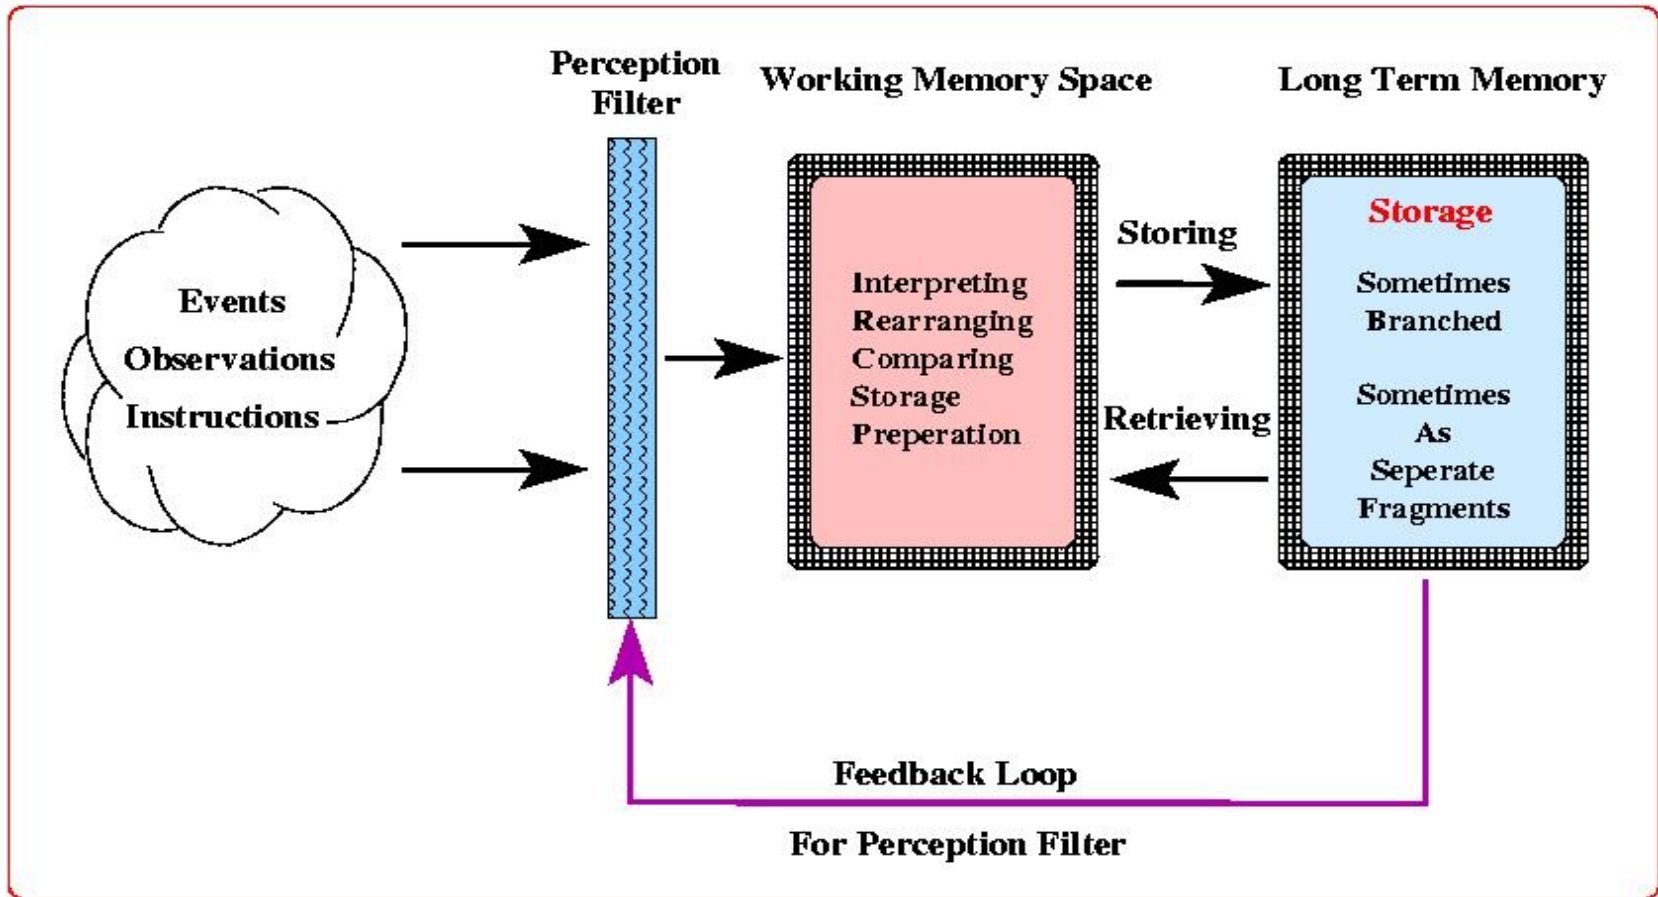 Perception
Filter
Working Memory Space
Long Term Memory
Events
Observations
Instructions
Interpreting
Rearranging
Comparing
Storage
Preperation
Storing
Retrieving
Storage
Sometimes
Branched
Sometimes
As
Seperate
Fragments
Feedback Loop
For Perception Filter